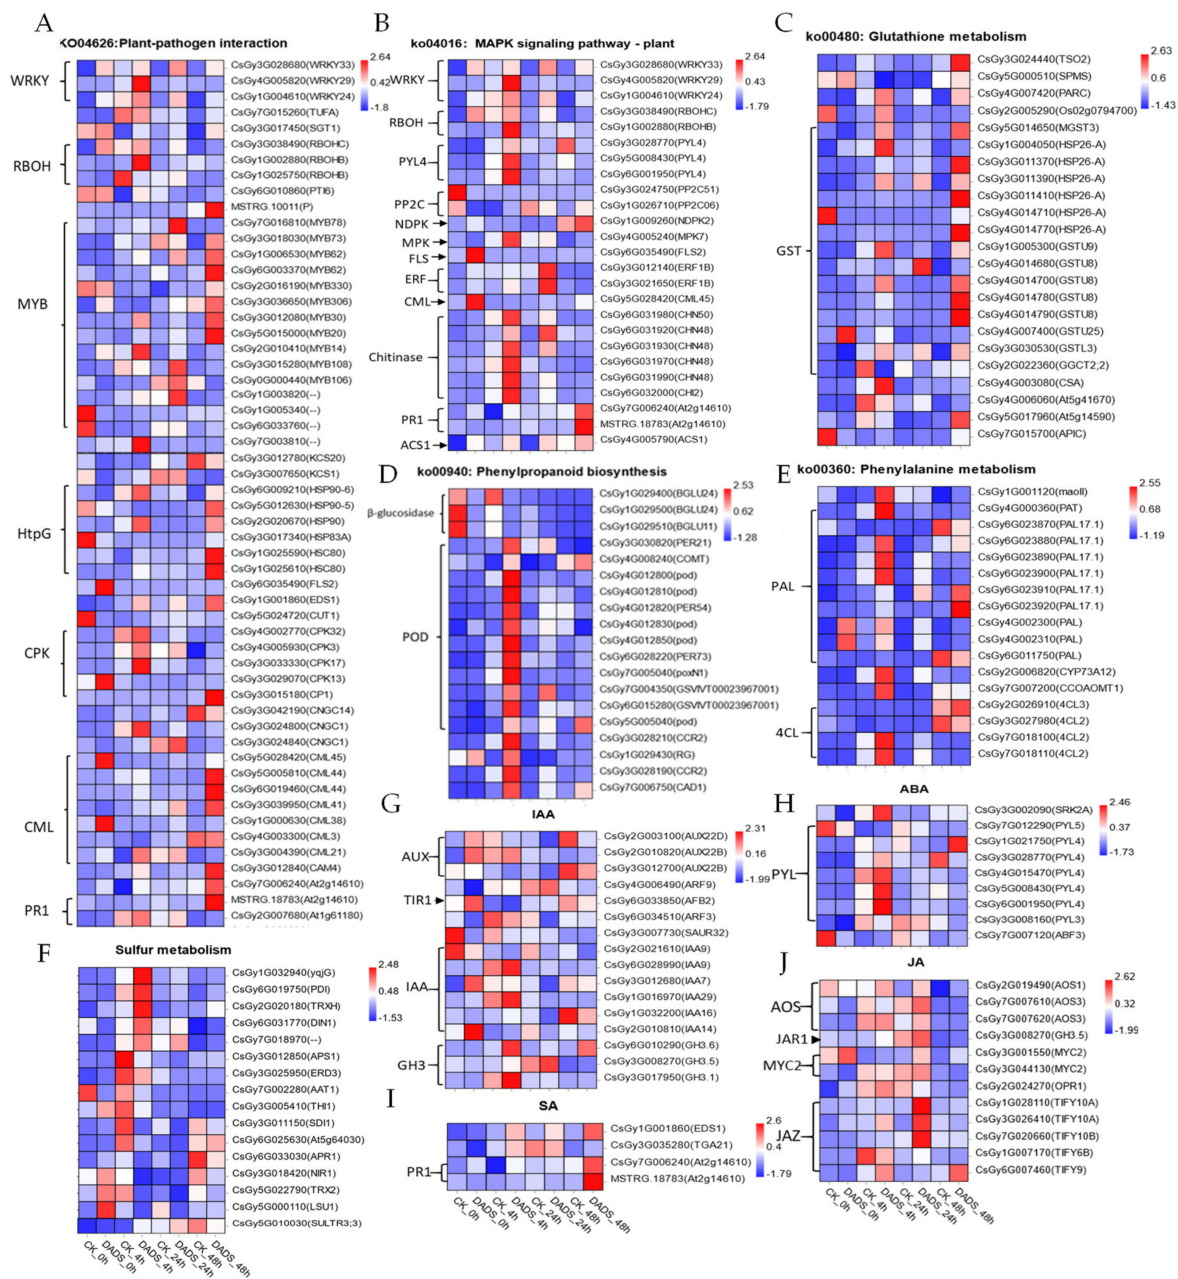 A
KO04626:Plant-pathogen interaction
2.64
0.42
-1.8
WRKY
RBOH
MYB
HtpG
CPK
CML
PR1
CsGy3G028680(WRKY33)
CsGy4G005820(WRKY29)
CsGy1G004610(WRKY24)
CsGy7G015260(TUFA)
CsGy3G017450(SGT1)
CsGy3G038490(RBOHC)
CsGy1G002880(RBOHB)
CsGy1G025750(RBOHB)
CsGy6G010860(PTI6)
MSTRG.10011(P)
CsGy7G016810(MYB78)
CsGy3G018030(MYB73)
CsGy1G006530(MYB62)
CsGy6G003370(MYB62)
CsGy2G016190(MYB330)
CsGy3G036650(MYB306)
CsGy3G012080(MYB30)
CsGy5G015000(MYB20)
CsGy2G010410(MYB14)
CsGy3G015280(MYB108)
CsGy0G000440(MYB106)
CsGy1G003820(--)
CsGy1G005340(--)
CsGy6G033760(--)
CsGy7G003810(--)
CsGy3G012780(KCS20)
CsGy3G007650(KCS1)
CsGy6G009210(HSP90-6)
CsGy5G012630(HSP90-5)
CsGy2G020670(HSP90)
CsGy3G017340(HSP83A)
CsGy1G025590(HSC80)
CsGy1G025610(HSC80)
CsGy6G035490(FLS2)
CsGy1G001860(EDS1)
CsGy5G024720(CUT1)
CsGy4G002770(CPK32)
CsGy4G005930(CPK3)
CsGy3G033330(CPK17)
CsGy3G029070(CPK13)
CsGy3G015180(CP1)
CsGy3G042190(CNGC14)
CsGy3G024800(CNGC1)
CsGy3G024840(CNGC1)
CsGy5G028420(CML45)
CsGy5G005810(CML44)
CsGy6G019460(CML44)
CsGy3G039950(CML41)
CsGy1G000630(CML38)
CsGy4G003300(CML3)
CsGy3G004390(CML21)
CsGy3G012840(CAM4)
CsGy7G006240(At2g14610)
MSTRG.18783(At2g14610)
CsGy2G007680(At1g61180)
B
ko04016: MAPK signaling pathway - plant
2.64
0.43
-1.79
WRKY
RBOH
PYL4
PP2C
NDPK
MPK
FLS
ERF
CML
Chitinase
PR1
ACS1
CsGy3G028680(WRKY33)
CsGy4G005820(WRKY29)
CsGy1G004610(WRKY24)
CsGy3G038490(RBOHC)
CsGy1G002880(RBOHB)
CsGy3G028770(PYL4)
CsGy5G008430(PYL4)
CsGy6G001950(PYL4)
CsGy3G024750(PP2C51)
CsGy1G026710(PP2C06)
CsGy1G009260(NDPK2)
CsGy4G005240(MPK7)
CsGy6G035490(FLS2)
CsGy3G012140(ERF1B)
CsGy3G021650(ERF1B)
CsGy5G028420(CML45)
CsGy6G031980(CHN50)
CsGy6G031920(CHN48)
CsGy6G031930(CHN48)
CsGy6G031970(CHN48)
CsGy6G031990(CHN48)
CsGy6G032000(CHI2)
CsGy7G006240(At2g14610)
MSTRG.18783(At2g14610)
CsGy4G005790(ACS1)
C
ko00480: Glutathione metabolism
2.63
0.6
-1.43
GST
CsGy3G024440(TSO2)
CsGy5G000510(SPMS)
CsGy4G007420(PARC)
CsGy2G005290(Os02g0794700)
CsGy5G014650(MGST3)
CsGy1G004050(HSP26-A)
CsGy3G011370(HSP26-A)
CsGy3G011390(HSP26-A)
CsGy3G011410(HSP26-A)
CsGy4G014710(HSP26-A)
CsGy4G014770(HSP26-A)
CsGy1G005300(GSTU9)
CsGy4G014680(GSTU8)
CsGy4G014700(GSTU8)
CsGy4G014780(GSTU8)
CsGy4G014790(GSTU8)
CsGy4G007400(GSTU25)
CsGy3G030530(GSTL3)
CsGy2G022360(GGCT2;2)
CsGy4G003080(CSA)
CsGy4G006060(At5g41670)
CsGy5G017960(At5g14590)
CsGy7G015700(APIC)
D
ko00940: Phenylpropanoid biosynthesis
2.53
0.62
-1.28
β-glucosidase
POD
CsGy1G029400(BGLU24)
CsGy1G029500(BGLU24)
CsGy1G029510(BGLU11)
CsGy3G030820(PER21)
CsGy4G008240(COMT)
CsGy4G012800(pod)
CsGy4G012810(pod)
CsGy4G012820(PER54)
CsGy4G012830(pod)
CsGy4G012850(pod)
CsGy6G028220(PER73)
CsGy7G005040(poxN1)
CsGy7G004350(GSVIVT00023967001)
CsGy6G015280(GSVIVT00023967001)
CsGy5G005040(pod)
CsGy3G028210(CCR2)
CsGy1G029430(RG)
CsGy3G028190(CCR2)
CsGy7G006750(CAD1)
E
ko00360: Phenylalanine metabolism
2.55
0.68
-1.19
PAL
4CL
CsGy1G001120(maoII)
CsGy4G000360(PAT)
CsGy6G023870(PAL17.1)
CsGy6G023880(PAL17.1)
CsGy6G023890(PAL17.1)
CsGy6G023900(PAL17.1)
CsGy6G023910(PAL17.1)
CsGy6G023920(PAL17.1)
CsGy4G002300(PAL)
CsGy4G002310(PAL)
CsGy6G011750(PAL)
CsGy2G006820(CYP73A12)
CsGy7G007200(CCOAOMT1)
CsGy2G026910(4CL3)
CsGy3G027980(4CL2)
CsGy7G018100(4CL2)
CsGy7G018110(4CL2)
F
Sulfur metabolism
2.48
0.48
-1.53
CsGy1G032940(yqjG)
CsGy6G019750(PDI)
CsGy2G020180(TRXH)
CsGy6G031770(DIN1)
CsGy7G018970(--)
CsGy3G012850(APS1)
CsGy3G025950(ERD3)
CsGy7G002280(AAT1)
CsGy3G005410(THI1)
CsGy3G011150(SDI1)
CsGy6G025630(At5g64030)
CsGy6G033030(APR1)
CsGy3G018420(NIR1)
CsGy5G022790(TRX2)
CsGy5G000110(LSU1)
CsGy5G010030(SULTR3;3)
CK_0h
DADS_0h
CK_4h
DADS_4h
CK_24h
DADS_24h
CK_48h
DADS_48h
G
IAA
2.31
0.16
-1.99
AUX
TIR1
IAA
GH3
CsGy2G003100(AUX22D)
CsGy2G010820(AUX22B)
CsGy3G012700(AUX22B)
CsGy4G006490(ARF9)
CsGy6G033850(AFB2)
CsGy6G034510(ARF3)
CsGy3G007730(SAUR32)
CsGy2G021610(IAA9)
CsGy6G028990(IAA9)
CsGy3G012680(IAA7)
CsGy1G016970(IAA29)
CsGy1G032200(IAA16)
CsGy2G010810(IAA14)
CsGy6G010290(GH3.6)
CsGy3G008270(GH3.5)
CsGy3G017950(GH3.1)
H
ABA
2.46
0.37
-1.73
PYL
CsGy3G002090(SRK2A)
CsGy7G012290(PYL5)
CsGy1G021750(PYL4)
CsGy3G028770(PYL4)
CsGy4G015470(PYL4)
CsGy5G008430(PYL4)
CsGy6G001950(PYL4)
CsGy3G008160(PYL3)
CsGy7G007120(ABF3)
I
SA
2.6
0.4
-1.79
PR1
CsGy1G001860(EDS1)
CsGy3G035280(TGA21)
CsGy7G006240(At2g14610)
MSTRG.18783(At2g14610)
CK_0h
DADS_0h
CK_4h
DADS_4h
CK_24h
DADS_24h
CK_48h
DADS_48h
J
JA
2.62
0.32
-1.99
AOS
JAR1
MYC2
JAZ
CsGy2G019490(AOS1)
CsGy7G007610(AOS3)
CsGy7G007620(AOS3)
CsGy3G008270(GH3.5)
CsGy3G001550(MYC2)
CsGy3G044130(MYC2)
CsGy2G024270(OPR1)
CsGy1G028110(TIFY10A)
CsGy3G026410(TIFY10A)
CsGy7G020660(TIFY10B)
CsGy1G007170(TIFY6B)
CsGy6G007460(TIFY9)
CK_0h
DADS_0h
CK_4h
DADS_4h
CK_24h
DADS_24h
CK_48h
DADS_48h